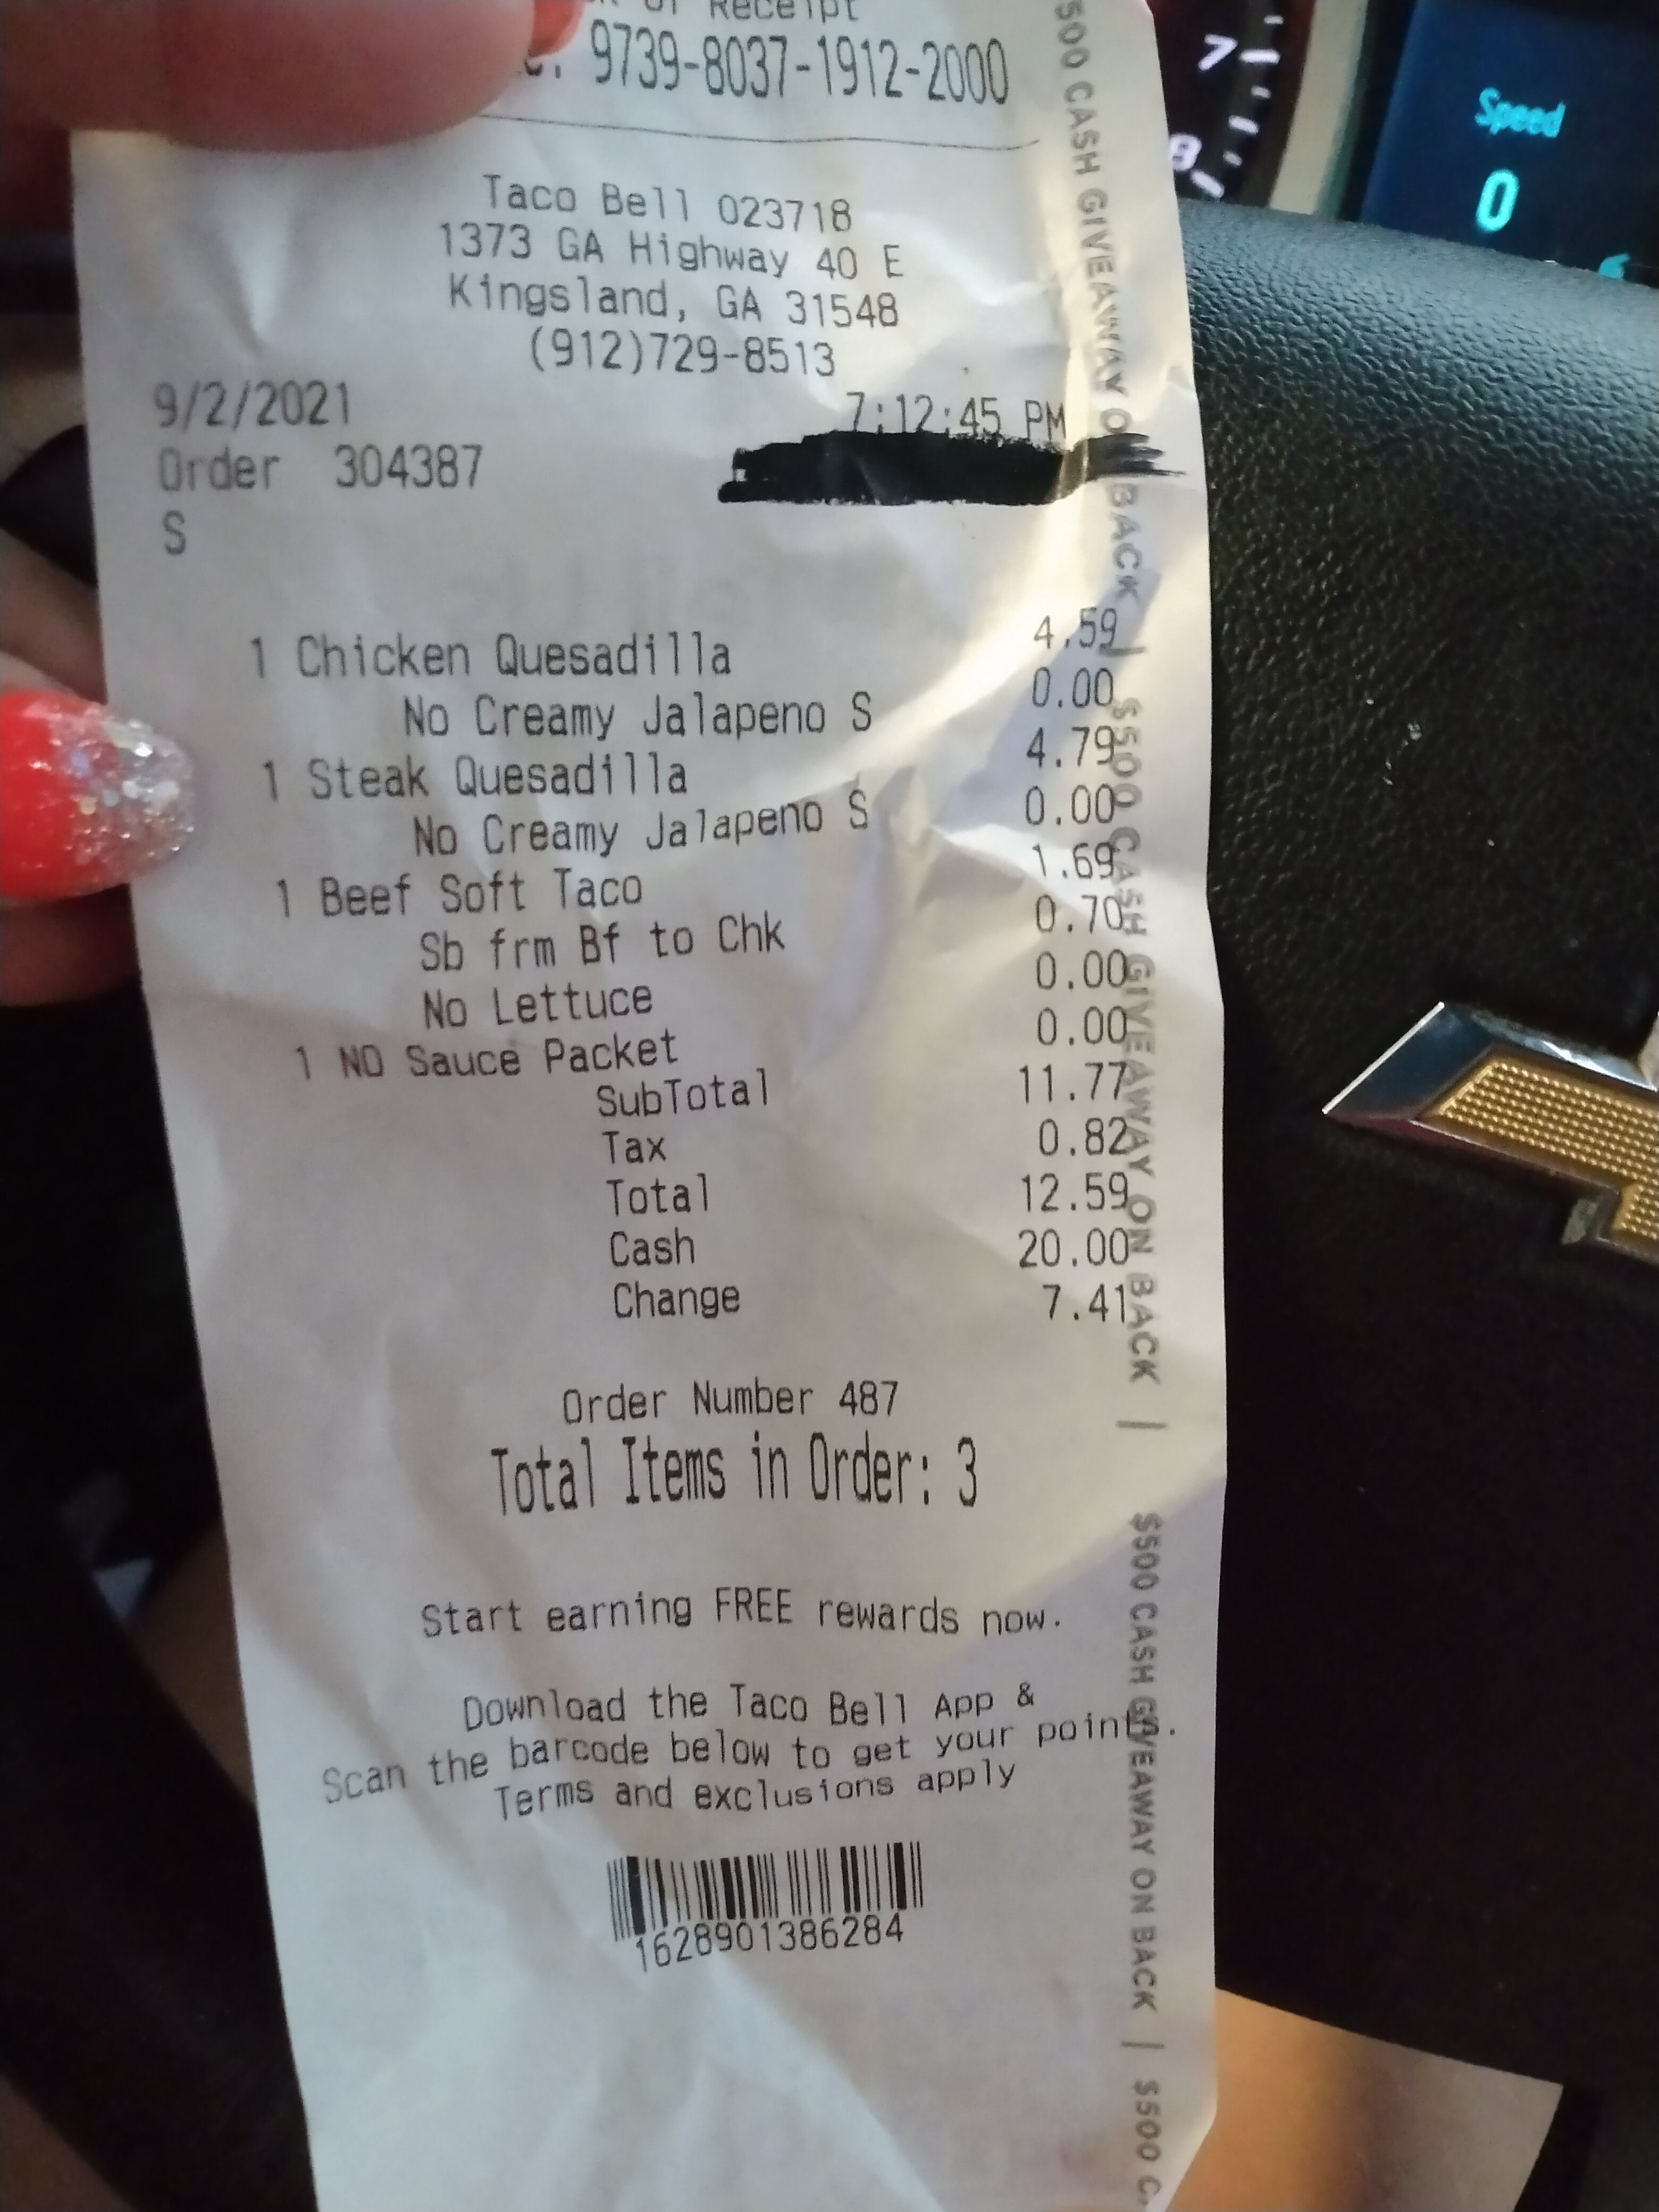 Receipt
9739-8037-1912-2000
Taco Bell 023718
1373 GA Highway 40 E
Kingsland, GA 31548
(912)729-8513
9/2/2021 7:12:45 PM
Order 304387
S
1 Chicken Quesadilla 4.59
No Creamy Jalapeno S 0.00
1 Steak Quesadilla 4.79
No Creamy Jalapeno S 0.00
1 Beef Soft Taco 1.69
Sb frm Bf to Chk 0.70
No Lettuce 0.00
1 NO Sauce Packet 0.00
SubTotal 11.77
Tax 0.82
Total 12.59
Cash 20.00
Change 7.41
Order Number 487
Total Items in Order: 3
Start earning FREE rewards now.
Download the Taco Bell App &
Scan the barcode below to get your points.
Terms and exclusions apply
1628901386284
500 CASH GIVEAWAY ON BACK | $500 CASH GIVEAWAY ON BACK | $500 CASH GIVEAWAY ON BACK | $500 C
7
8
Speed
0